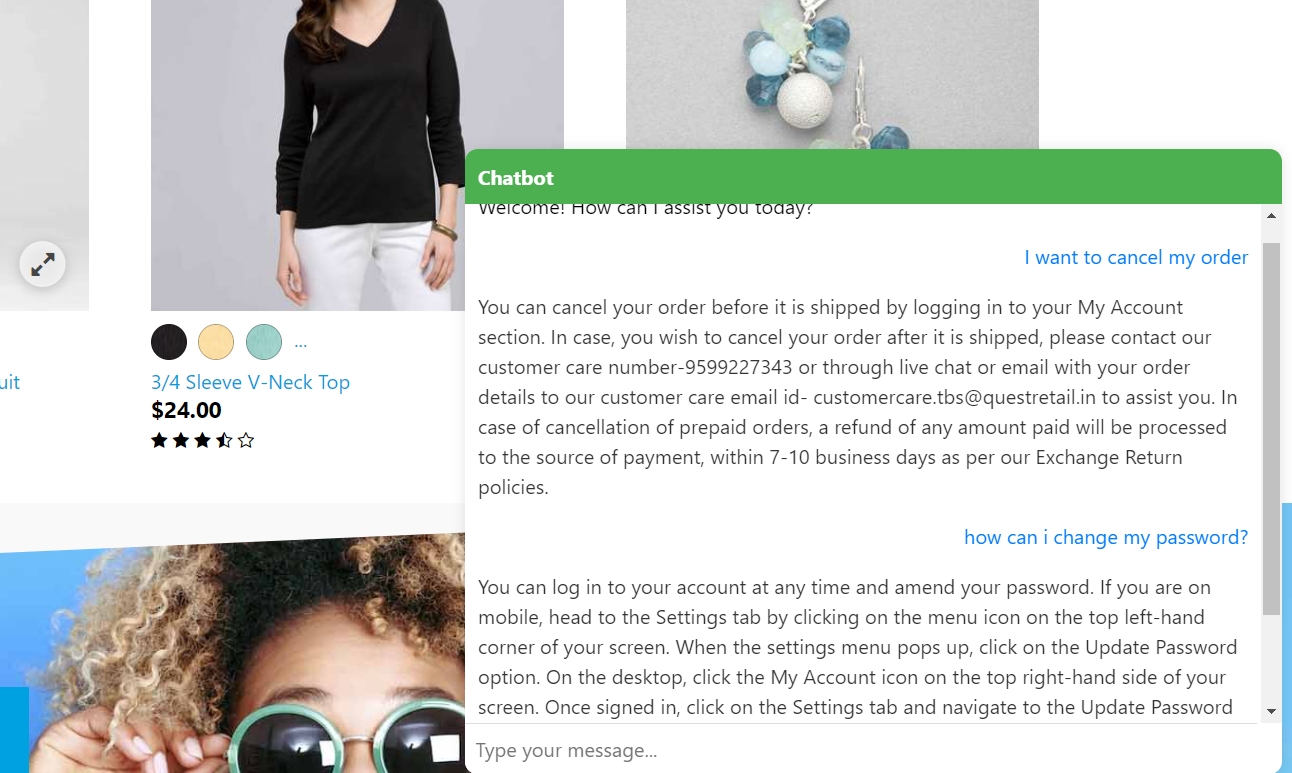 Chatbot
Welcome! How can I assist you today?
I want to cancel my order
You can cancel your order before it is shipped by logging in to your My Account
section. In case, you wish to cancel your order after it is shipped, please contact our
customer care number-9599227343 or through live chat or email with your order
details to our customer care email id- customercare.tbs@questretail.in to assist you. In
case of cancellation of prepaid orders, a refund of any amount paid will be processed
to the source of payment, within 7-10 business days as per our Exchange Return
policies.
how can i change my password?
You can log in to your account at any time and amend your password. If you are on
mobile, head to the Settings tab by clicking on the menu icon on the top left-hand
corner of your screen. When the settings menu pops up, click on the Update Password
option. On the desktop, click the My Account icon on the top right-hand side of your
screen. Once signed in, click on the Settings tab and navigate to the Update Password
Type your message...
...
uit
3/4 Sleeve V-Neck Top
$24.00